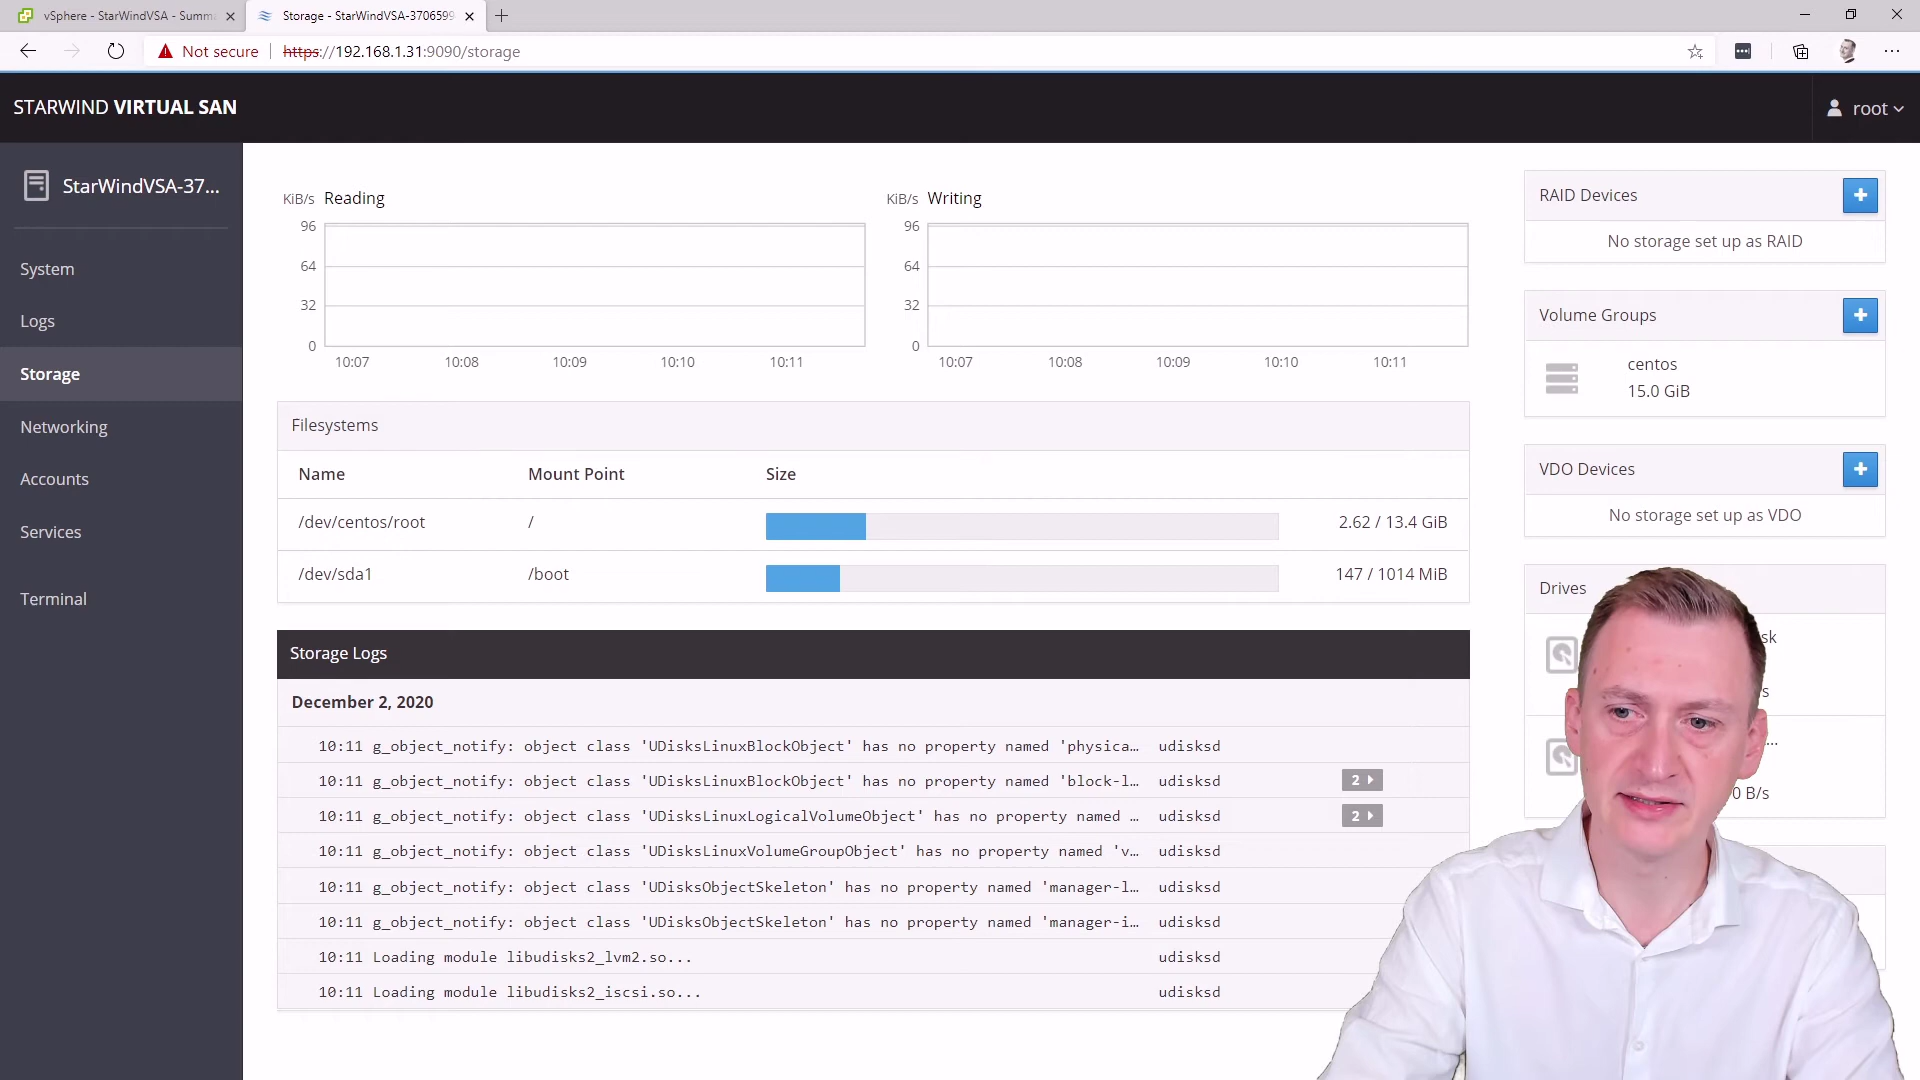 vSphere - StarWindVSA - Summ
Storage - StarWindVSA-3706599
Not secure
https://192.168.1.31:9090/storage
STARWIND VIRTUAL SAN
root
StarWindVSA-37...
System
Logs
Storage
Networking
Accounts
Services
Terminal
KiB/s Reading
96
64
32
0
10:07 10:08 10:09 10:10 10:11
KiB/s Writing
96
64
32
0
10:07 10:08 10:09 10:10 10:11
Filesystems
Name Mount Point Size
/dev/centos/root / 2.62 / 13.4 GiB
/dev/sda1 /boot 147 / 1014 MiB
Storage Logs
December 2, 2020
10:11 g_object_notify: object class 'UDisksLinuxBlockObject' has no property named 'physica… udisksd
10:11 g_object_notify: object class 'UDisksLinuxBlockObject' has no property named 'block-l… udisksd 2
10:11 g_object_notify: object class 'UDisksLinuxLogicalVolumeObject' has no property named … udisksd 2
10:11 g_object_notify: object class 'UDisksLinuxVolumeGroupObject' has no property named 'v… udisksd
10:11 g_object_notify: object class 'UDisksObjectSkeleton' has no property named 'manager-l… udisksd
10:11 g_object_notify: object class 'UDisksObjectSkeleton' has no property named 'manager-i… udisksd
10:11 Loading module libudisks2_lvm2.so... udisksd
10:11 Loading module libudisks2_iscsi.so... udisksd
RAID Devices
No storage set up as RAID
Volume Groups
centos
15.0 GiB
VDO Devices
No storage set up as VDO
Drives
0 B/s